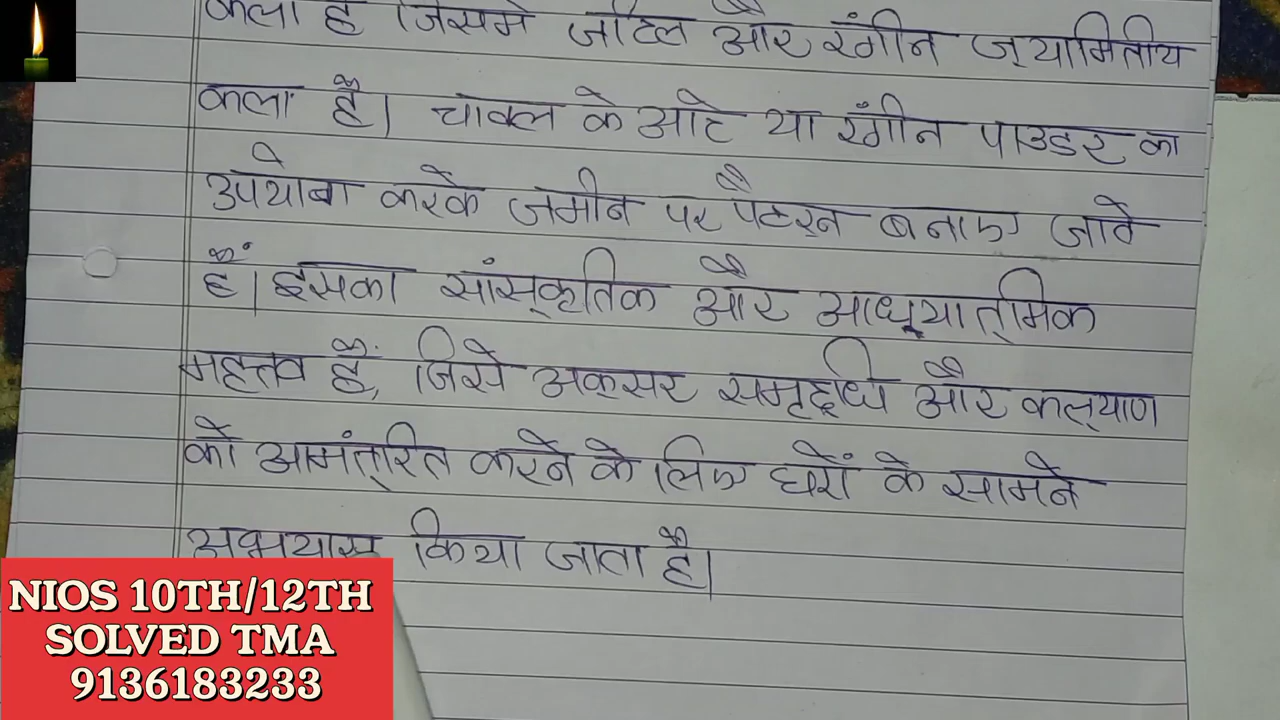 कला है जिसमे जटिल और रंगीन ज्यामितीय
कला है। चावल के आटे या रंगीन पाउडर का
उपयोग करके जमीन पर पैटर्न बनाए जाते
हैं। इसका सांस्कृतिक और आध्यात्मिक
महत्तव हैं, जिसे अक्सर समृद्धि और कल्याण
को आमंत्रित करने के लिए घरों के सामने
अभ्यास किया जाता है।
NIOS 10TH/12TH
SOLVED TMA
9136183233